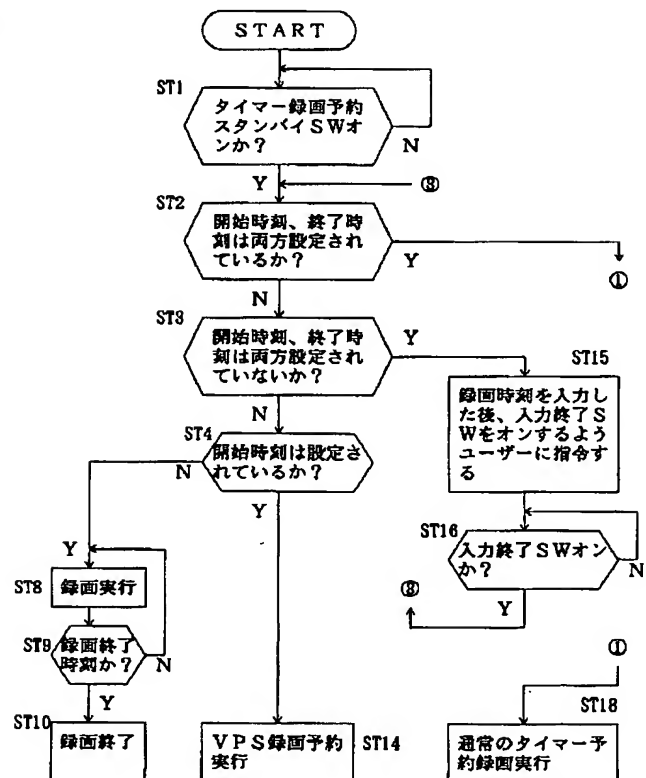 START
ST1
タイマー録画予約
スタンバイSWオ
ンか?
N
Y
③
ST2
開始時刻、終了時
刻は両方設定され
ているか?
Y
①
N
ST3
開始時刻、終了時
刻は両方設定され
ていないか?
Y
N
ST15
録画時刻を入力し
た後、入力終了S
Wをオンするよう
ユーザーに指令する
ST4
開始時刻は設定さ
れているか?
N
Y
ST16
入力終了SWオン
か?
N
Y
③
Y
ST8
録画実行
ST9
録画終了
時刻か?
N
Y
①
ST10
録画終了
VPS録画予約
実行
ST14
ST18
通常のタイマー予
約録画実行